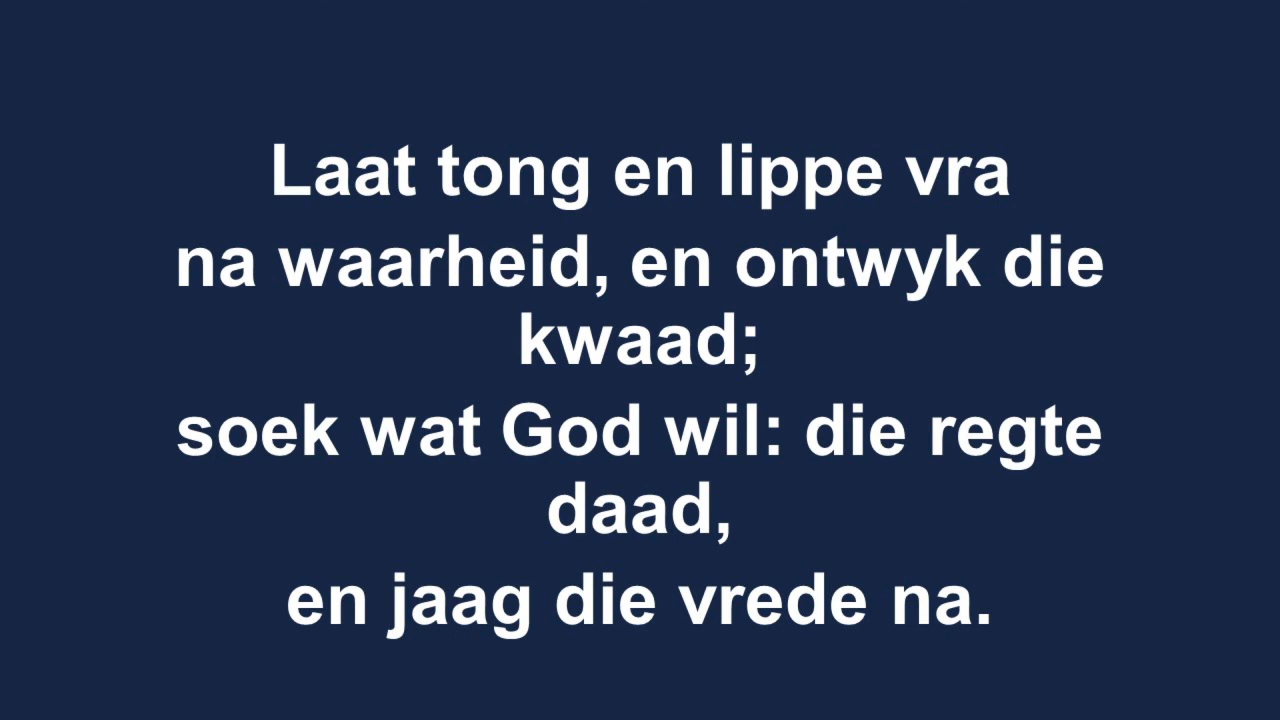 Laat tong en lippe vra
na waarheid, en ontwyk die
kwaad;
soek wat God wil: die regte
daad,
en jaag die vrede na.